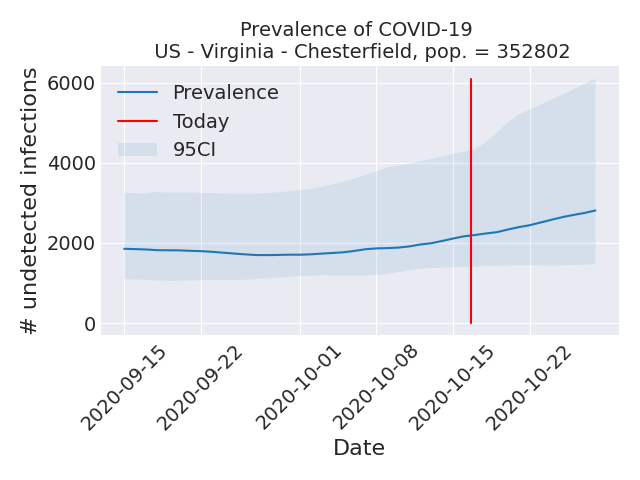 Prevalence of COVID-19
US - Virginia - Chesterfield, pop. = 352802
# undetected infections
6000
4000
2000
0
Prevalence
Today
95CI
2020-09-15
2020-09-22
2020-10-01
2020-10-08
2020-10-15
2020-10-22
Date